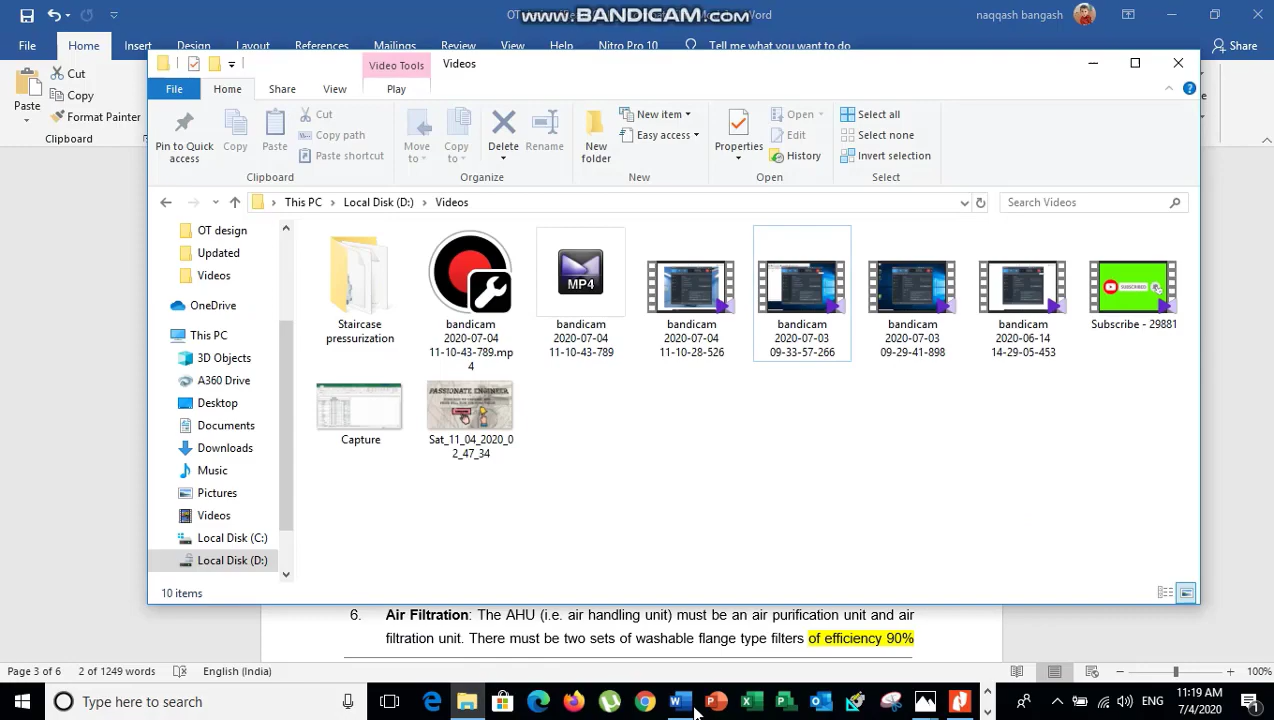 www.BANDICAM.com
OT
Word
naqqash bangash
File
Home
Insert
Design
Layout
References
Mailings
Review
View
Help
Nitro Pro 10
Tell me what you want to do
Share
Cut
Copy
Paste
Format Painter
Clipboard
Video Tools
Videos
File
Home
Share
View
Play
Pin to Quick access
Copy
Paste
Cut
Copy path
Paste shortcut
Move to
Copy to
Delete
Rename
New folder
New item
Easy access
Properties
Open
Edit
History
Select all
Select none
Invert selection
Clipboard
Organize
New
Open
Select
This PC
Local Disk (D:)
Videos
Search Videos
OT design
Updated
Videos
OneDrive
This PC
3D Objects
A360 Drive
Desktop
Documents
Downloads
Music
Pictures
Videos
Local Disk (C:)
Local Disk (D:)
Staircase
pressurization
bandicam
2020-07-04
11-10-43-789.mp
4
MP4
bandicam
2020-07-04
11-10-43-789
bandicam
2020-07-04
11-10-28-526
bandicam
2020-07-03
09-33-57-266
bandicam
2020-07-03
09-29-41-898
bandicam
2020-06-14
14-29-05-453
SUBSCRIBED
Subscribe - 29881
Capture
PASSIONATE ENGINEER
Sat_11_04_2020_0
2_47_34
10 items
6. Air Filtration: The AHU (i.e. air handling unit) must be an air purification unit and air
filtration unit. There must be two sets of washable flange type filters of efficiency 90%
Page 3 of 6
2 of 1249 words
English (India)
100%
Type here to search
ENG
11:19 AM
7/4/2020
1